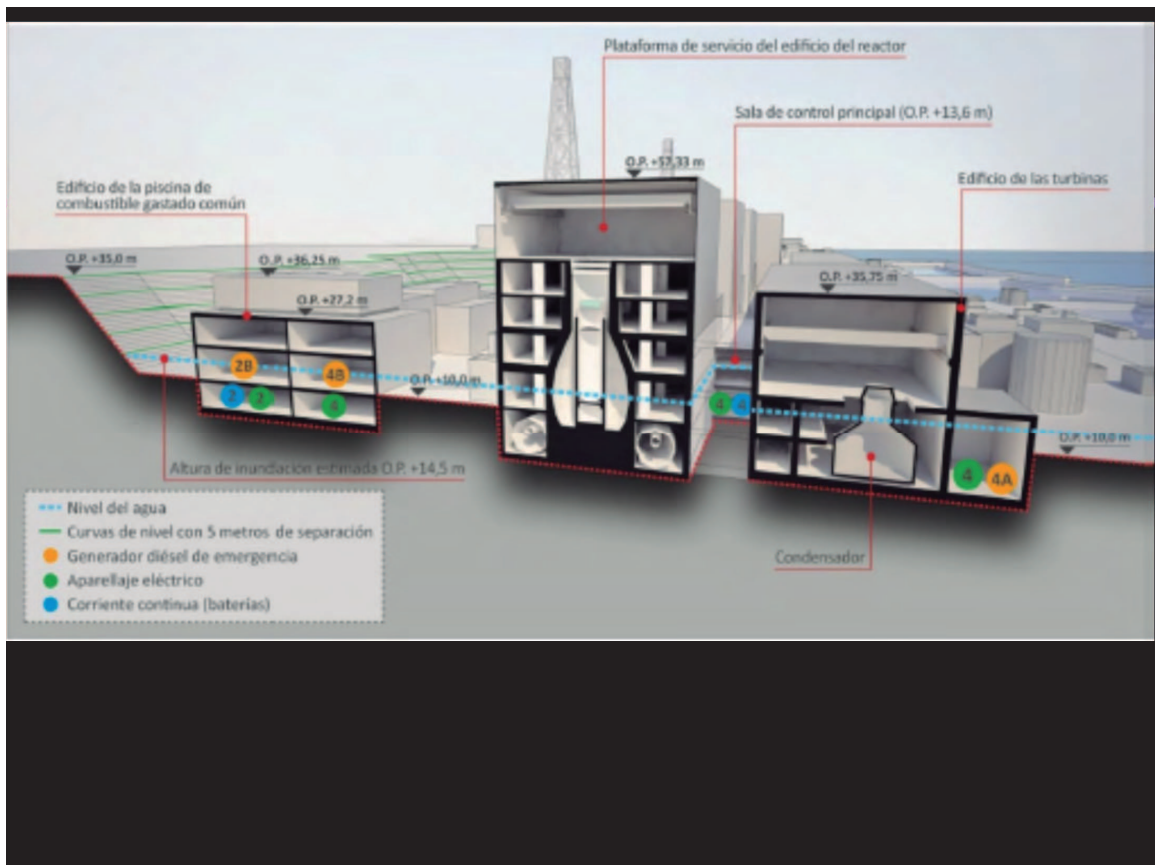 Plataforma de servicio del edificio del reactor
Sala de control principal (O.P. +13,6 m)
O.P. +57,33 m
Edificio de la piscina de
combustible gastado común
Edificio de las turbinas
O.P. +35,0 m
O.P. +36,25 m
O.P. +35,75 m
O.P. +27,2 m
2B
4B
O.P. +10,0 m
2
2
4
4
4
O.P. +10,0 m
Altura de inundación estimada O.P. +14,5 m
4
4A
Nivel del agua
Curvas de nivel con 5 metros de separación
Generador diésel de emergencia
Aparellaje eléctrico
Corriente continua (baterías)
Condensador